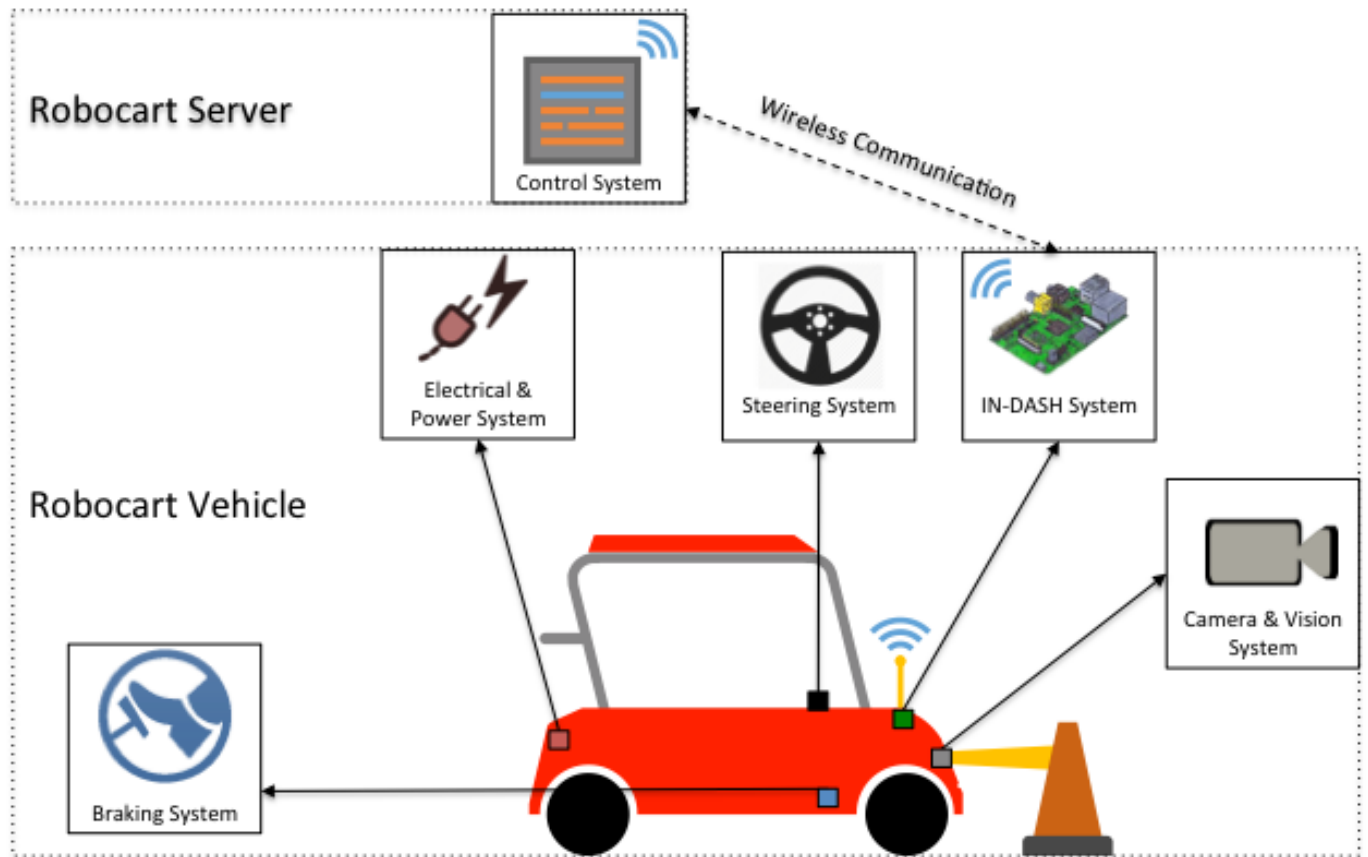 Robocart Server
Control System
Wireless Communication
Electrical &
Power System
Steering System
IN-DASH System
Robocart Vehicle
Camera & Vision
System
Braking System